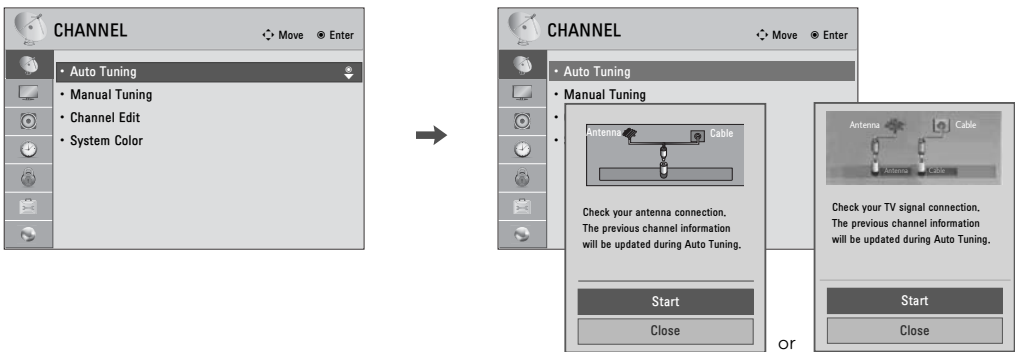 CHANNEL
Move
Enter
• Auto Tuning
• Manual Tuning
• Channel Edit
• System Color
CHANNEL
Move
Enter
• Auto Tuning
• Manual Tuning
Antenna
Cable
Check your antenna connection.
The previous channel information
will be updated during Auto Tuning.
Start
Close
or
Antenna
Cable
Antenna
Cable
Check your TV signal connection.
The previous channel information
will be updated during Auto Tuning.
Start
Close